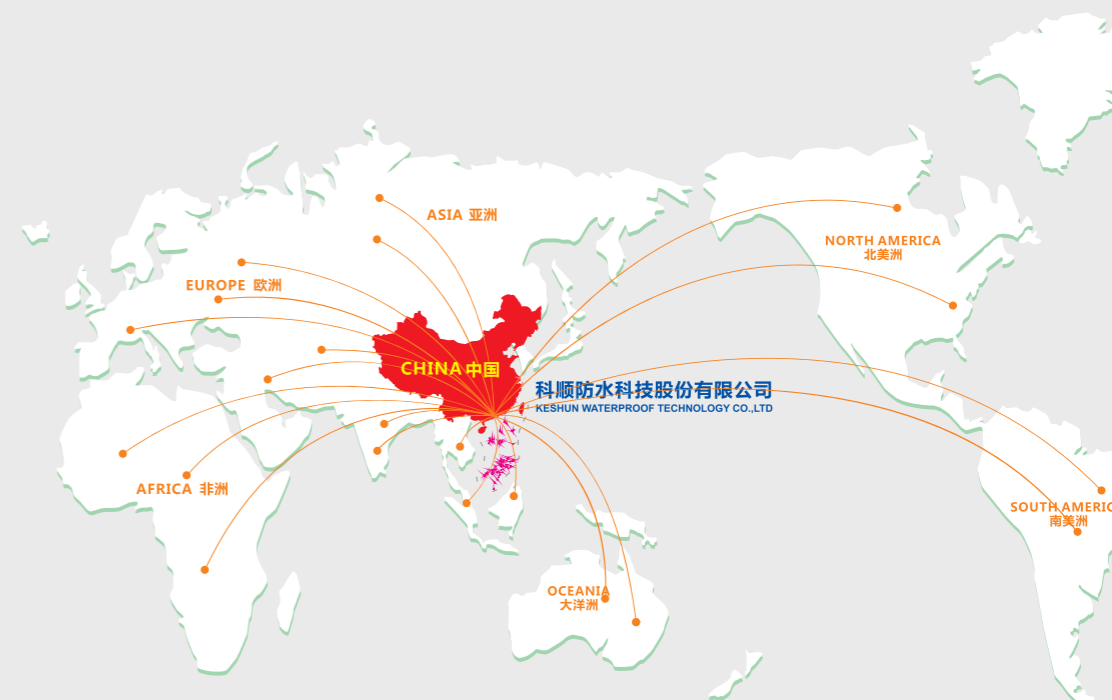 ASIA 亚洲
NORTH AMERICA
北美洲
EUROPE 欧洲
CHINA 中国
科顺防水科技股份有限公司
KESHUN WATERPROOF TECHNOLOGY CO.,LTD
AFRICA 非洲
SOUTH AMERIC
南美洲
OCEANIA
大洋洲